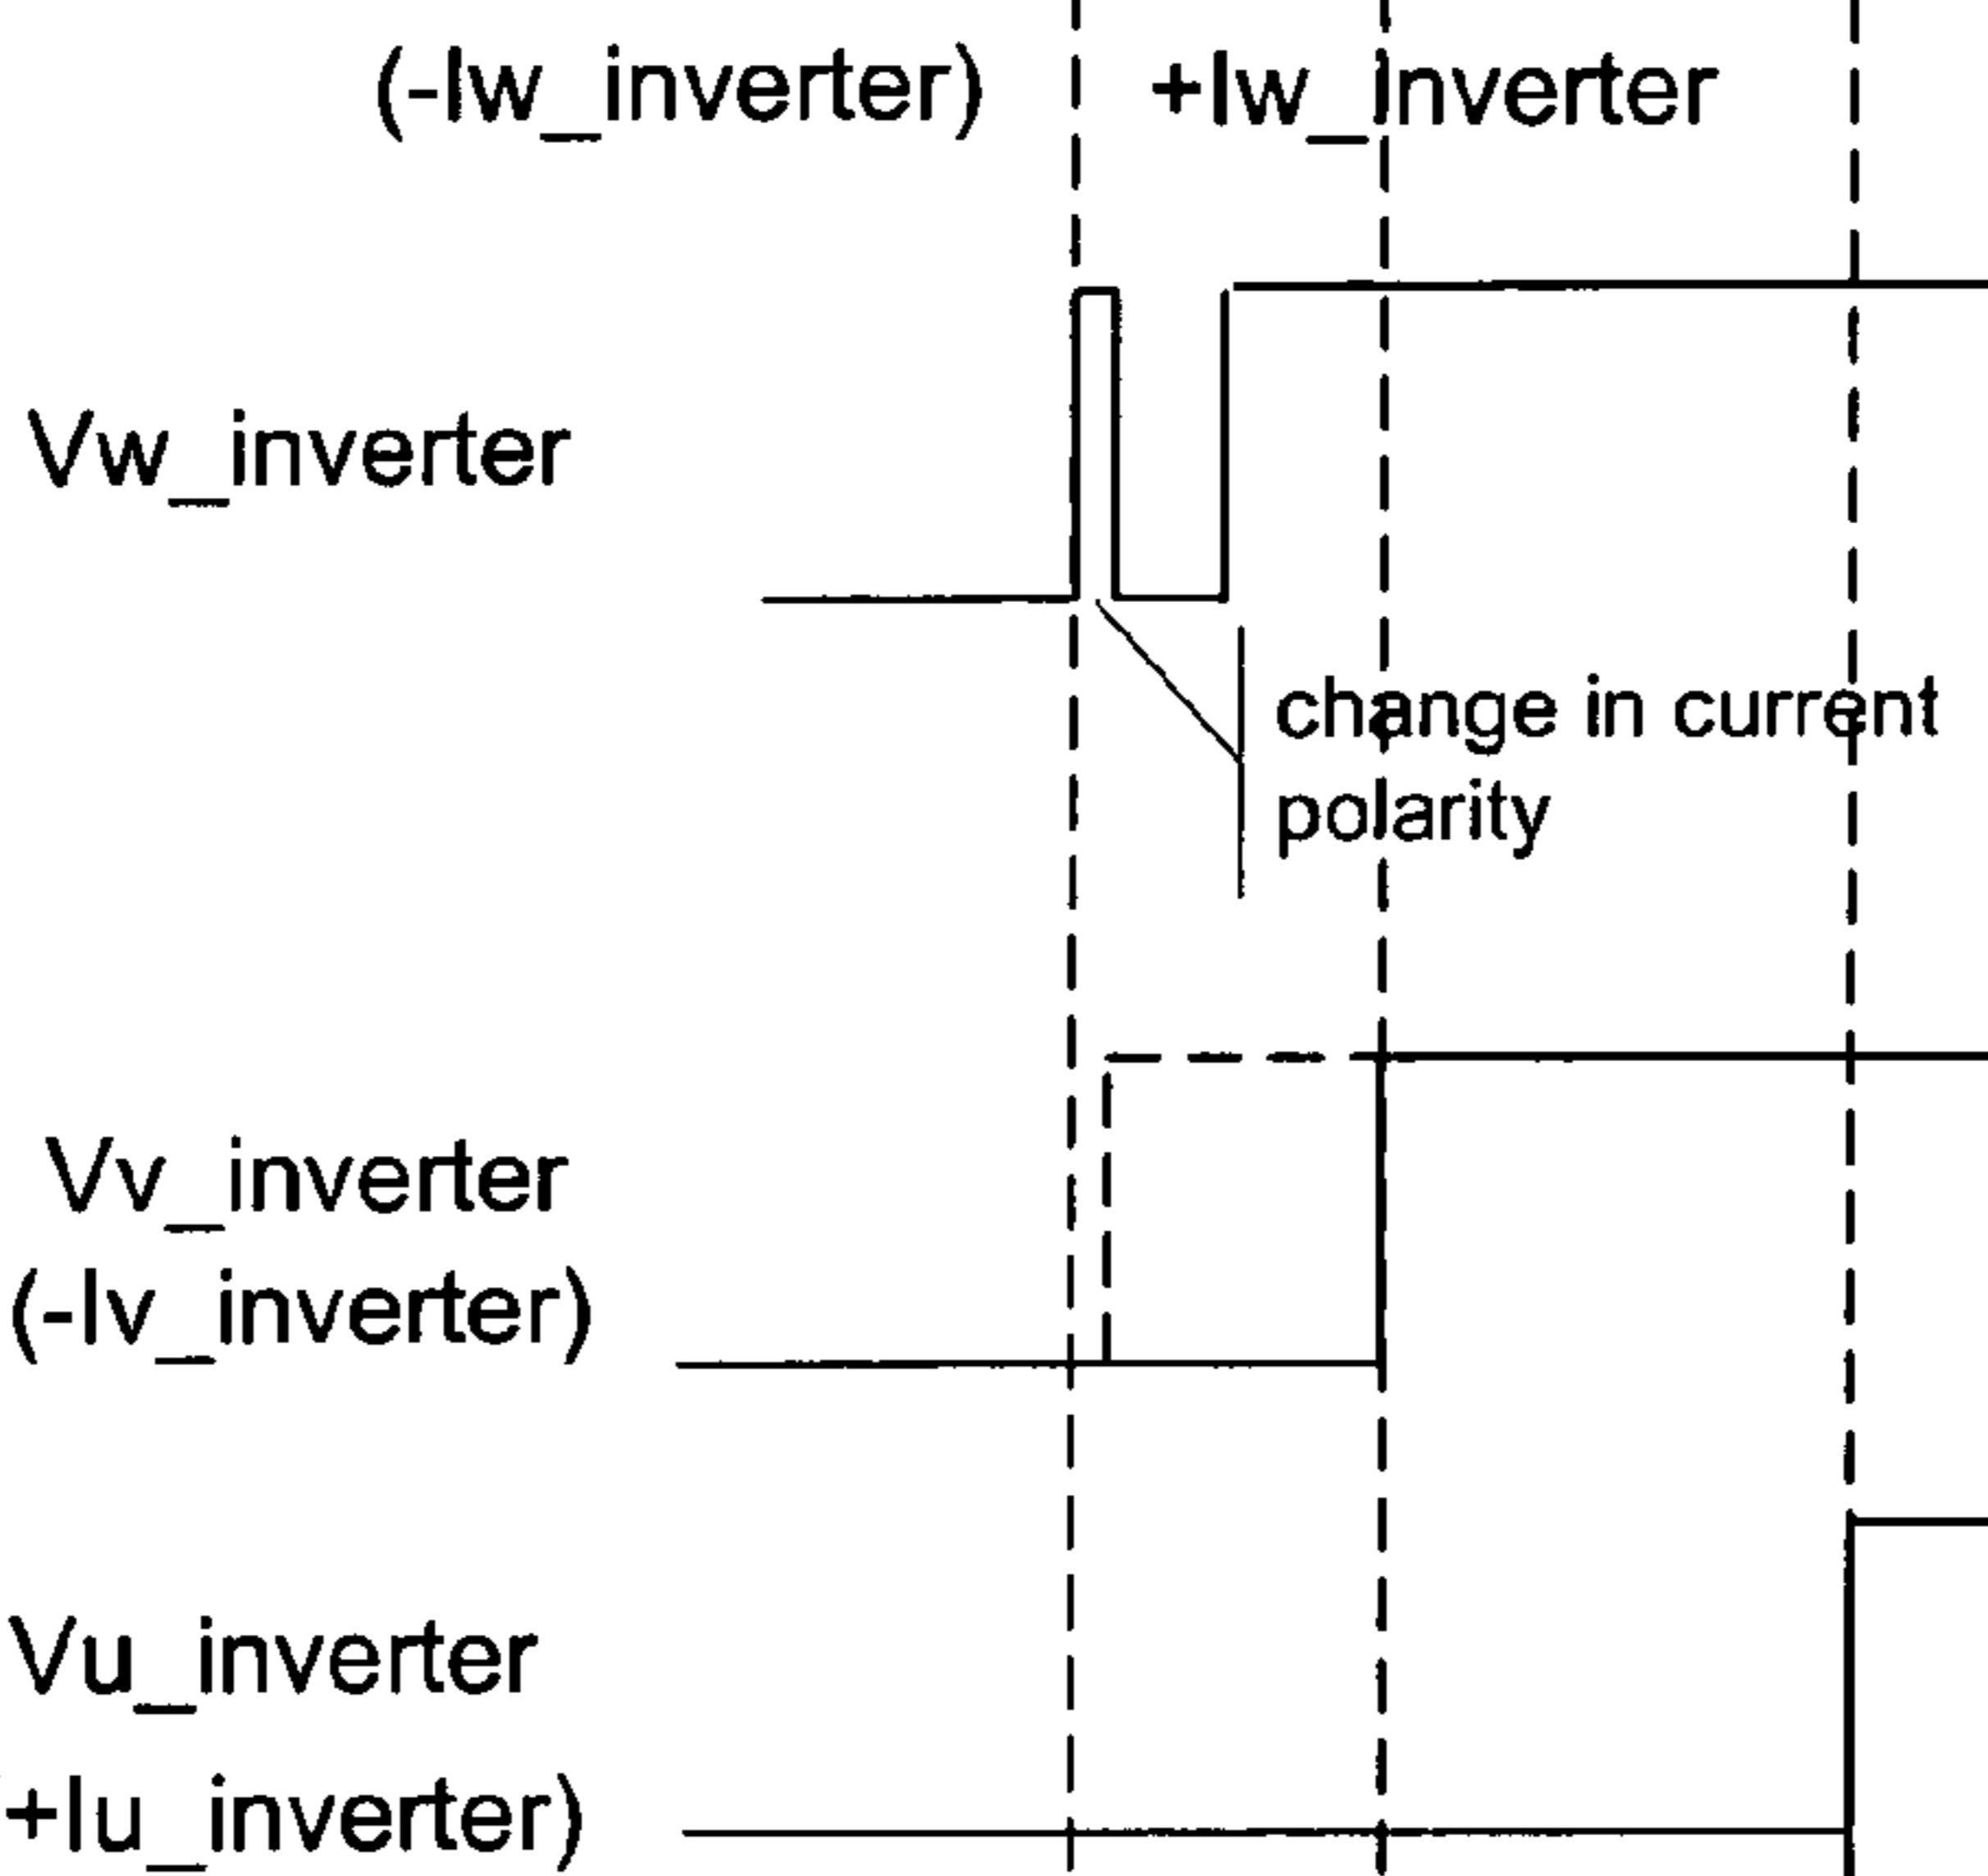 (-Iw_inverter) +Iw_inverter
Vw_inverter
change in current
polarity
Vv_inverter
(-Iv_inverter)
Vu_inverter
+Iu_inverter)